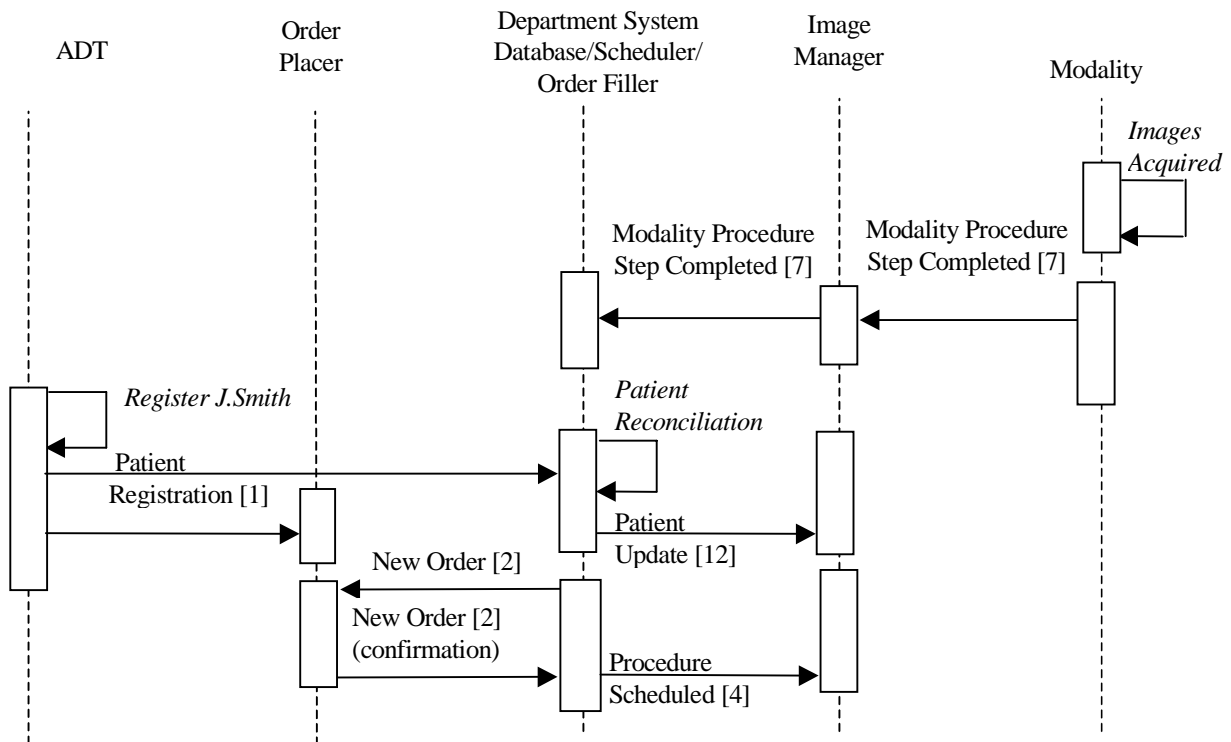 ADT
Order
Placer
Department System
Database/Scheduler/
Order Filler
Image
Manager
Modality
Images
Acquired
Modality Procedure
Step Completed [7]
Modality Procedure
Step Completed [7]
Register J.Smith
Patient
Reconciliation
Patient
Registration [1]
Patient
Update [12]
New Order [2]
New Order [2]
(confirmation)
Procedure
Scheduled [4]